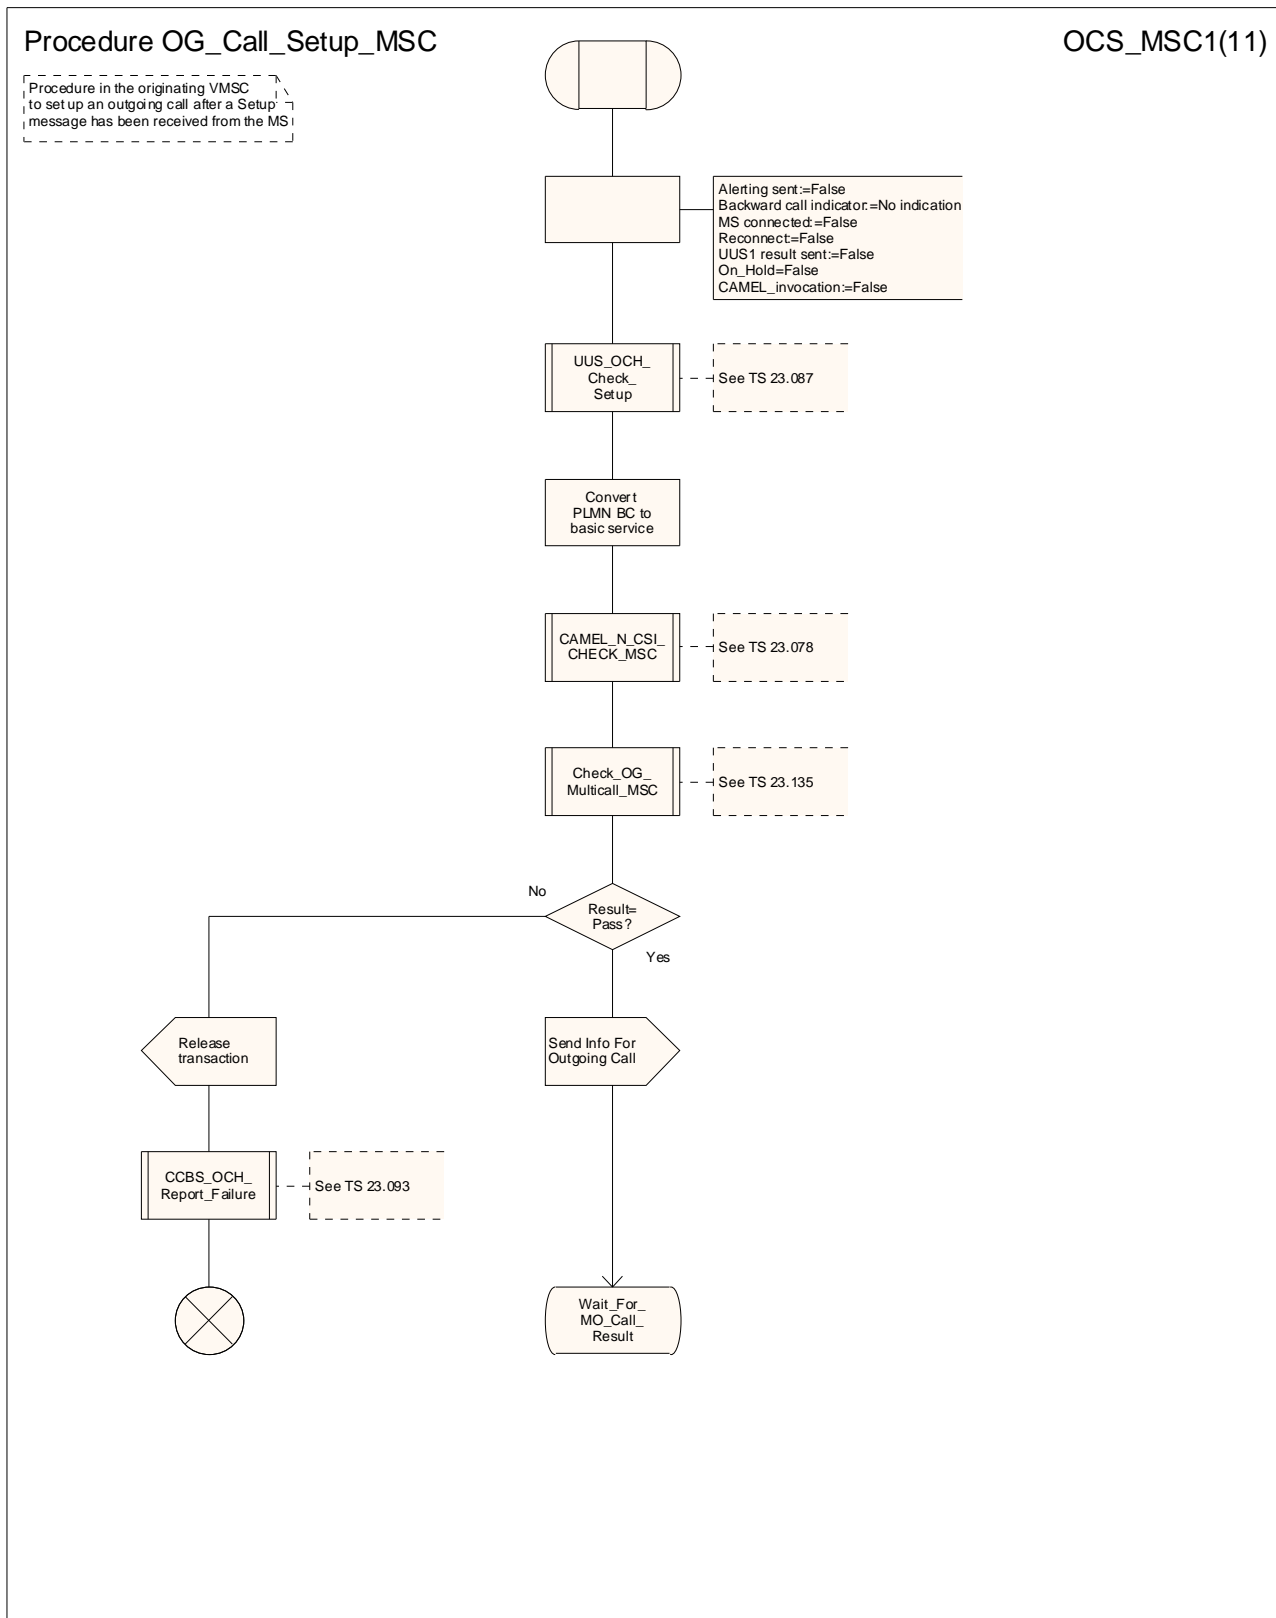 Procedure OG_Call_Setup_MSC
OCS_MSC1(11)
Procedure in the originating VMSC
to set up an outgoing call after a Setup
message has been received from the MS
Alerting sent:=False
Backward call indicator:=No indication
MS connected:=False
Reconnect:=False
UUS1 result sent:=False
On_Hold=False
CAMEL_invocation:=False
UUS_OCH_
Check_
Setup
See TS 23.087
Convert
PLMN BC to
basic service
CAMEL_N_CSI_
CHECK_MSC
See TS 23.078
Check_OG_
Multicall_MSC
See TS 23.135
No
Result=
Pass?
Yes
Release
transaction
Send Info For
Outgoing Call
CCBS_OCH_
Report_Failure
See TS 23.093
Wait_For_
MO_Call_
Result